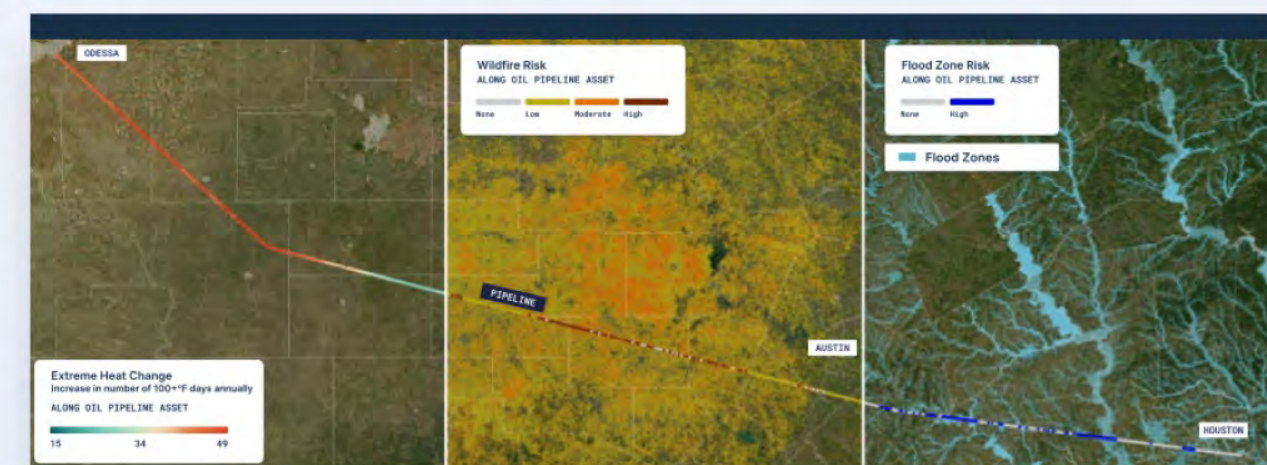 ODESSA
Extreme Heat Change
Increase in number of 100+°F days annually
ALONG OIL PIPELINE ASSET
15 34 49
Wildfire Risk
ALONG OIL PIPELINE ASSET
None Low Moderate High
PIPELINE
AUSTIN
Flood Zone Risk
ALONG OIL PIPELINE ASSET
None High
Flood Zones
HOUSTON